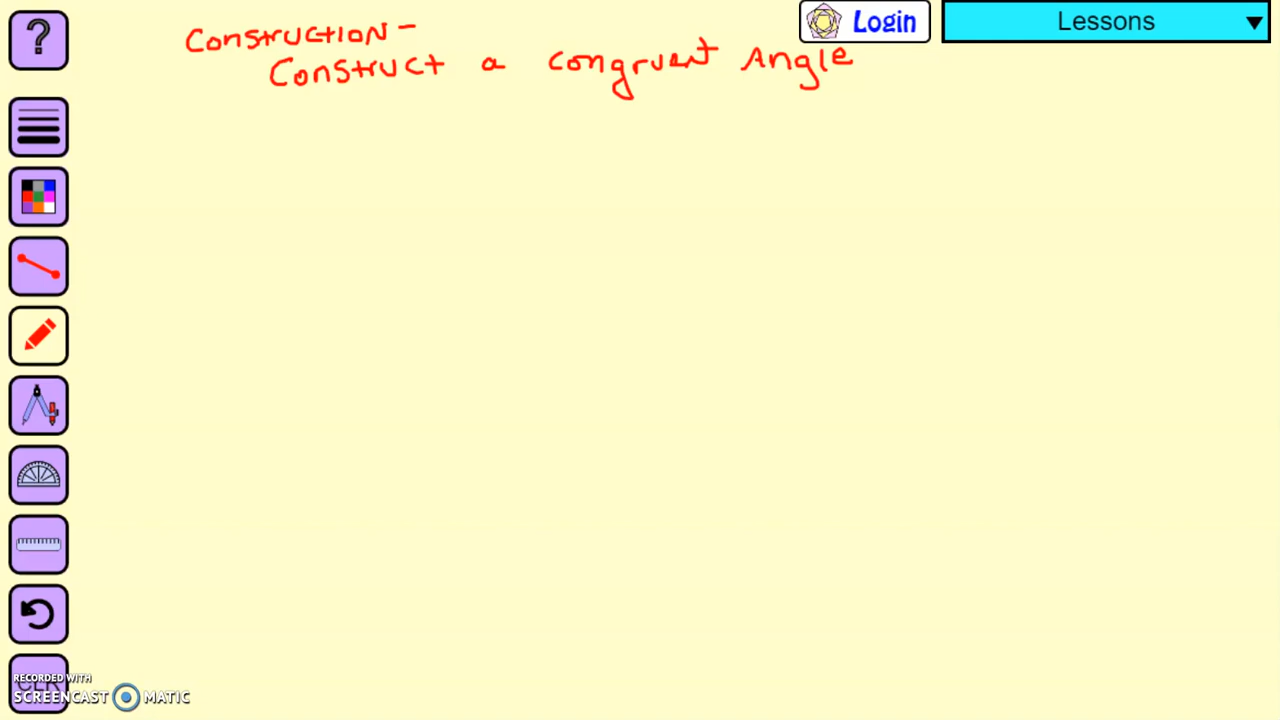 Construction-
Construct a congruent Angle
Login
Lessons
RECORDED WITH
SCREENCAST MATIC